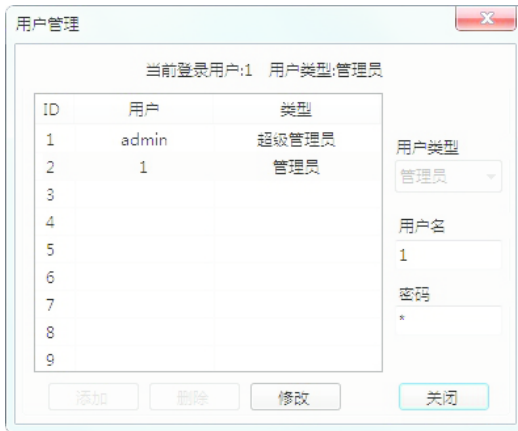 用户管理
当前登录用户:1 用户类型:管理员
ID 用户 类型
1 admin 超级管理员
2 1 管理员
3
4
5
6
7
8
9
用户类型
管理员
用户名
1
密码
*
添加 删除 修改 关闭